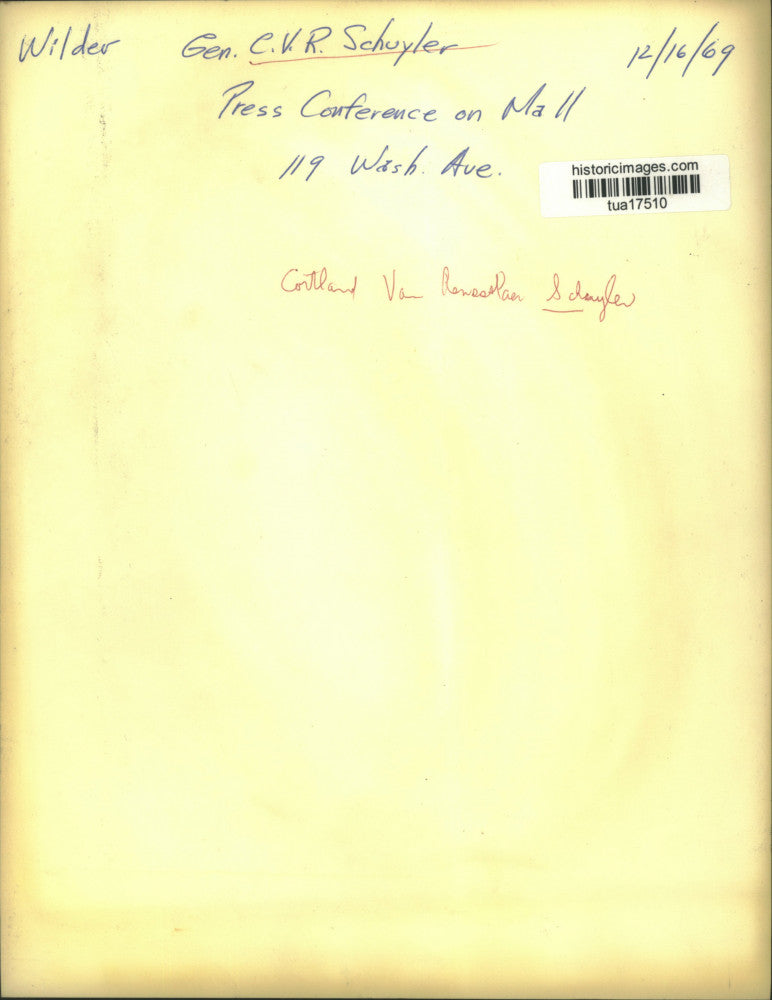 Wilder Gen. C.V.R. Schuyler 12/16/69
Press Conference on Mall
119 Wash. Ave.
historicimages.com
tua17510
Cortland Van Rensselaer Schuyler